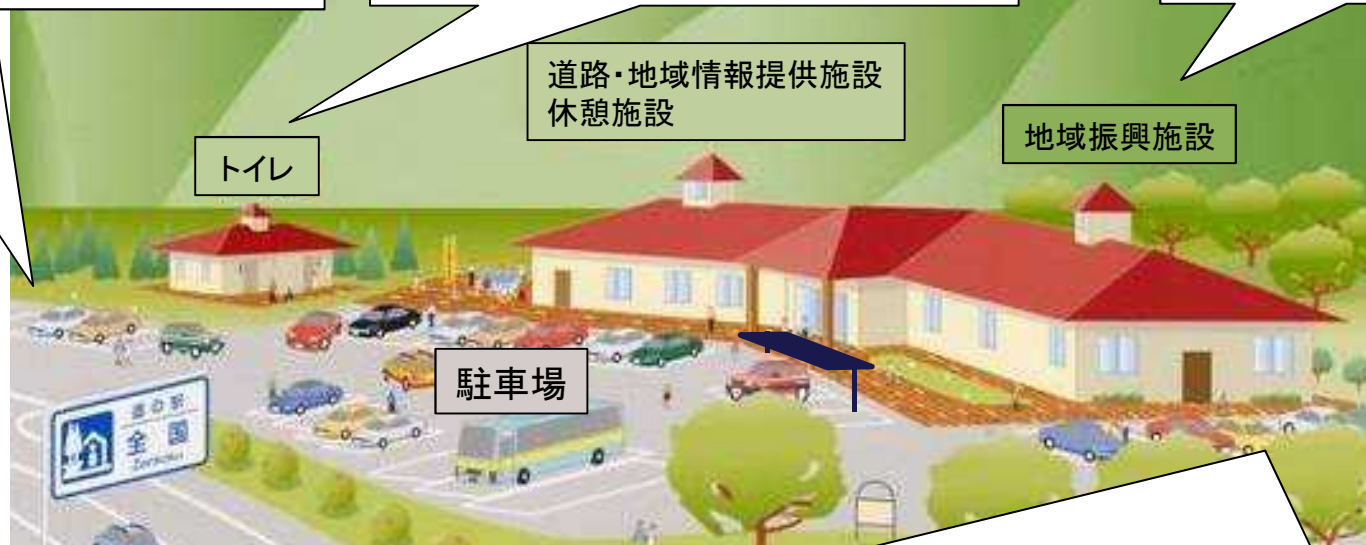 道路・地域情報提供施設
休憩施設
地域振興施設
トイレ
駐車場
道の駅
全国